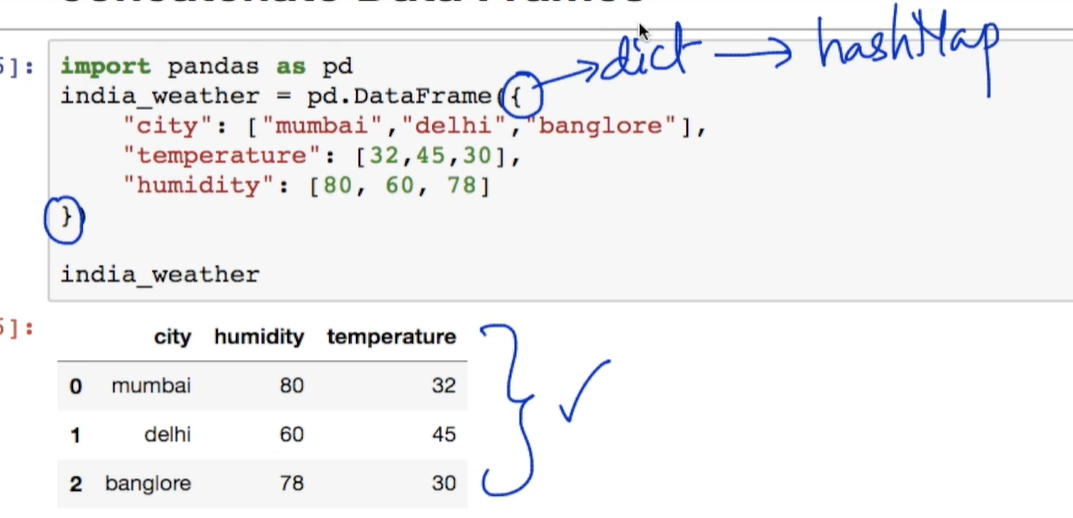 Concatenate Data Frames
5]:
import pandas as pd
india_weather = pd.DataFrame({
"city": ["mumbai","delhi","banglore"],
"temperature": [32,45,30],
"humidity": [80, 60, 78]
})
india_weather
dict → hashMap
5]:
city humidity temperature
0 mumbai 80 32
1 delhi 60 45
2 banglore 78 30